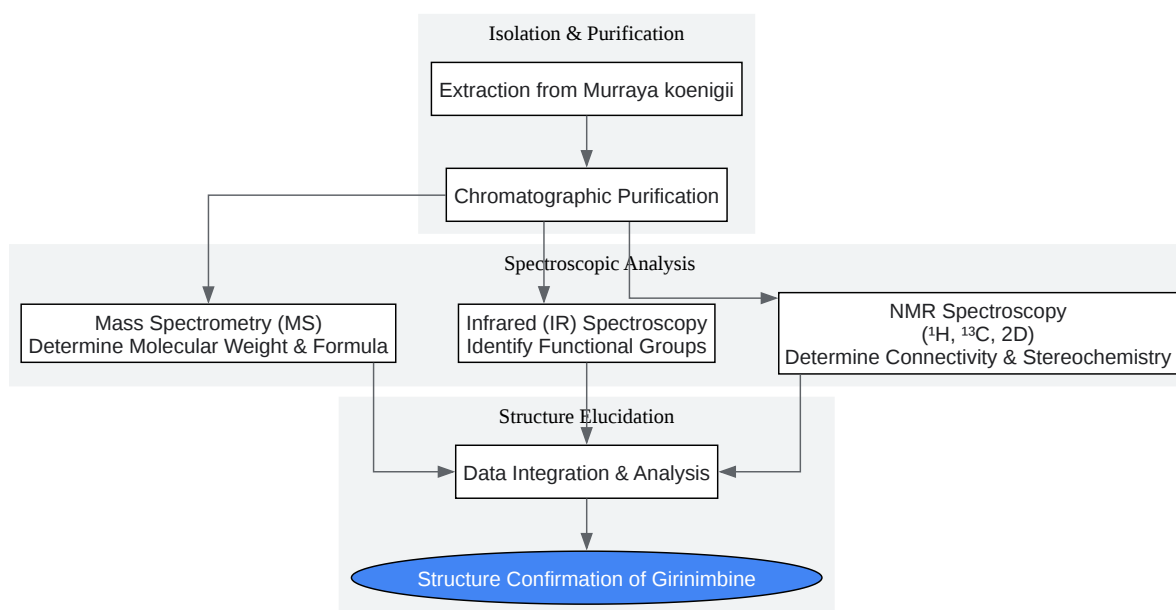 Isolation & Purification
Extraction from Murraya koenigii
Chromatographic Purification
Spectroscopic Analysis
Mass Spectrometry (MS)
Determine Molecular Weight & Formula
Infrared (IR) Spectroscopy
Identify Functional Groups
NMR Spectroscopy
(¹H, ¹³C, 2D)
Determine Connectivity & Stereochemistry
Structure Elucidation
Data Integration & Analysis
Structure Confirmation of Girinimbine